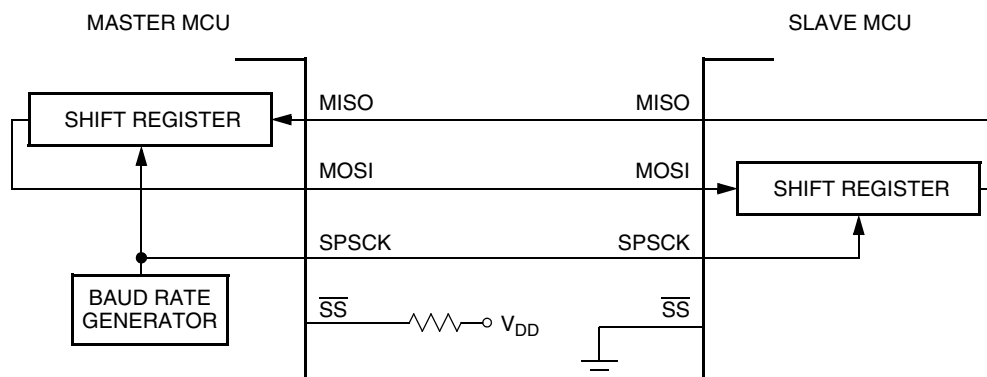 MASTER MCU
SLAVE MCU
SHIFT REGISTER
MISO
MISO
MOSI
MOSI
SHIFT REGISTER
SPSCK
SPSCK
BAUD RATE
GENERATOR
SS
VDD
SS